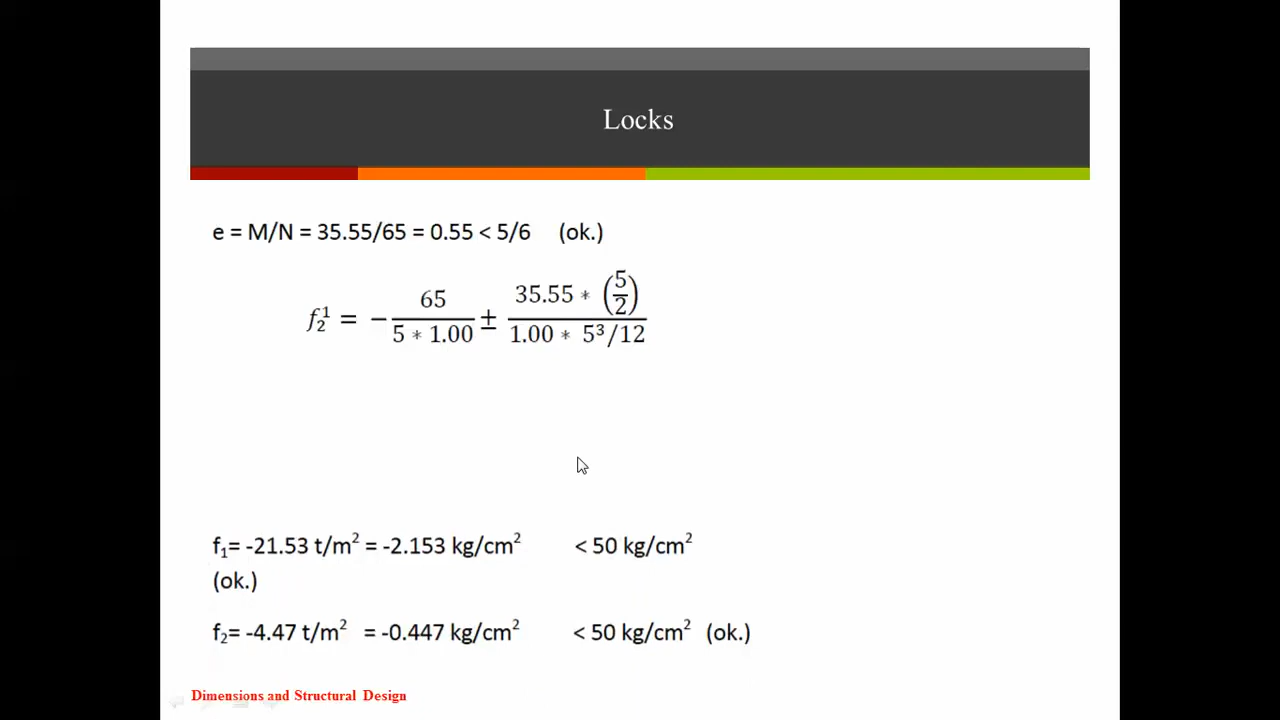 Locks
e = M/N = 35.55/65 = 0.55 < 5/6 (ok.)
f₂¹ = − 65/(5 ∗ 1.00) ± (35.55 ∗ (5/2))/(1.00 ∗ 5³/12)
f₁= -21.53 t/m² = -2.153 kg/cm² < 50 kg/cm²
(ok.)
f₂= -4.47 t/m² = -0.447 kg/cm² < 50 kg/cm² (ok.)
Dimensions and Structural Design